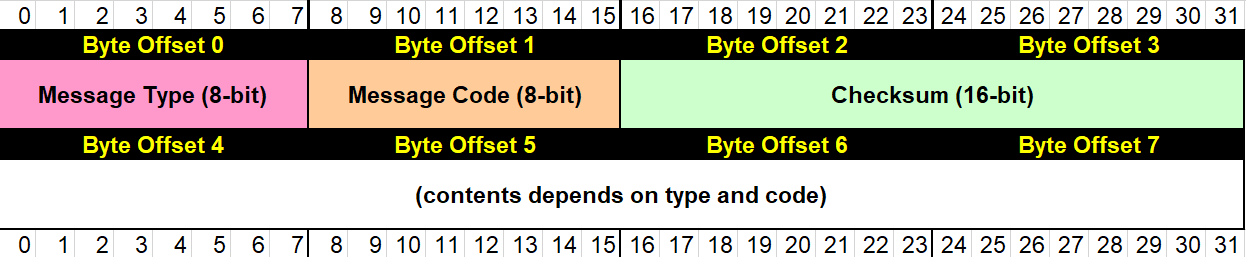 0 1 2 3 4 5 6 7 8 9 10 11 12 13 14 15 16 17 18 19 20 21 22 23 24 25 26 27 28 29 30 31
Byte Offset 0 Byte Offset 1 Byte Offset 2 Byte Offset 3
Message Type (8-bit) Message Code (8-bit) Checksum (16-bit)
Byte Offset 4 Byte Offset 5 Byte Offset 6 Byte Offset 7
(contents depends on type and code)
0 1 2 3 4 5 6 7 8 9 10 11 12 13 14 15 16 17 18 19 20 21 22 23 24 25 26 27 28 29 30 31